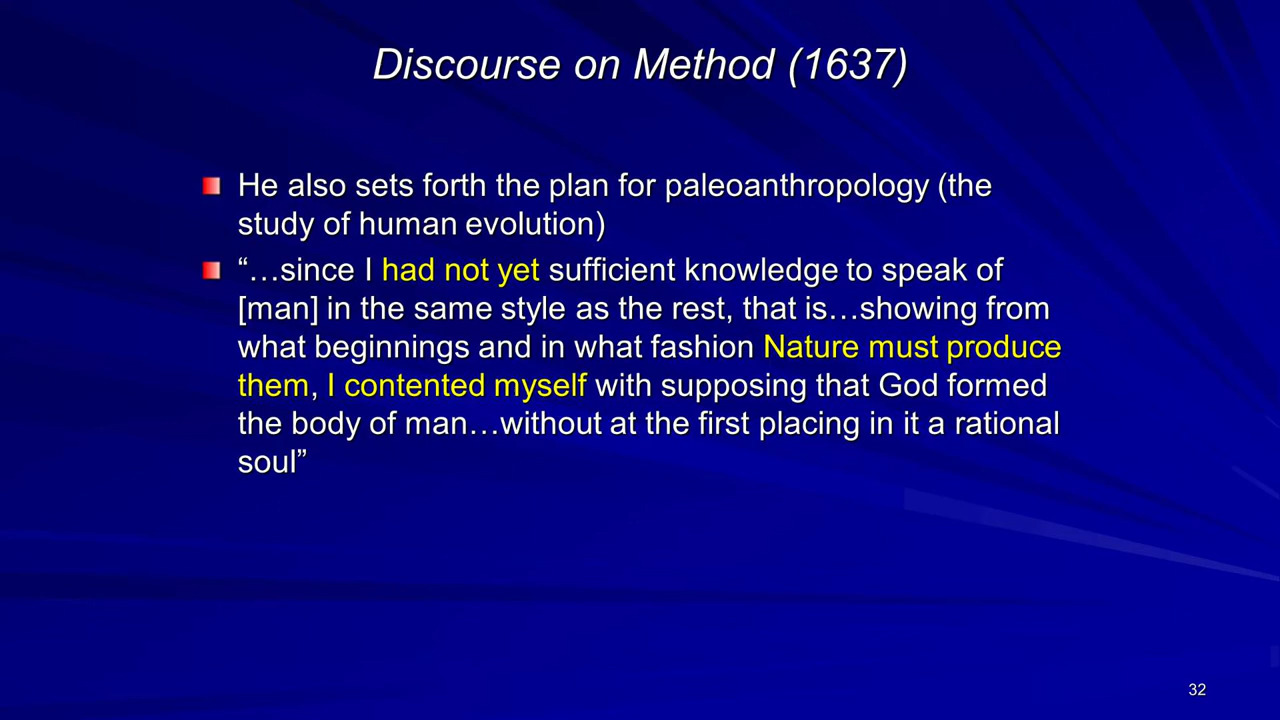 Discourse on Method (1637)
He also sets forth the plan for paleoanthropology (the
study of human evolution)
“…since I had not yet sufficient knowledge to speak of
[man] in the same style as the rest, that is…showing from
what beginnings and in what fashion Nature must produce
them, I contented myself with supposing that God formed
the body of man…without at the first placing in it a rational
soul”
32